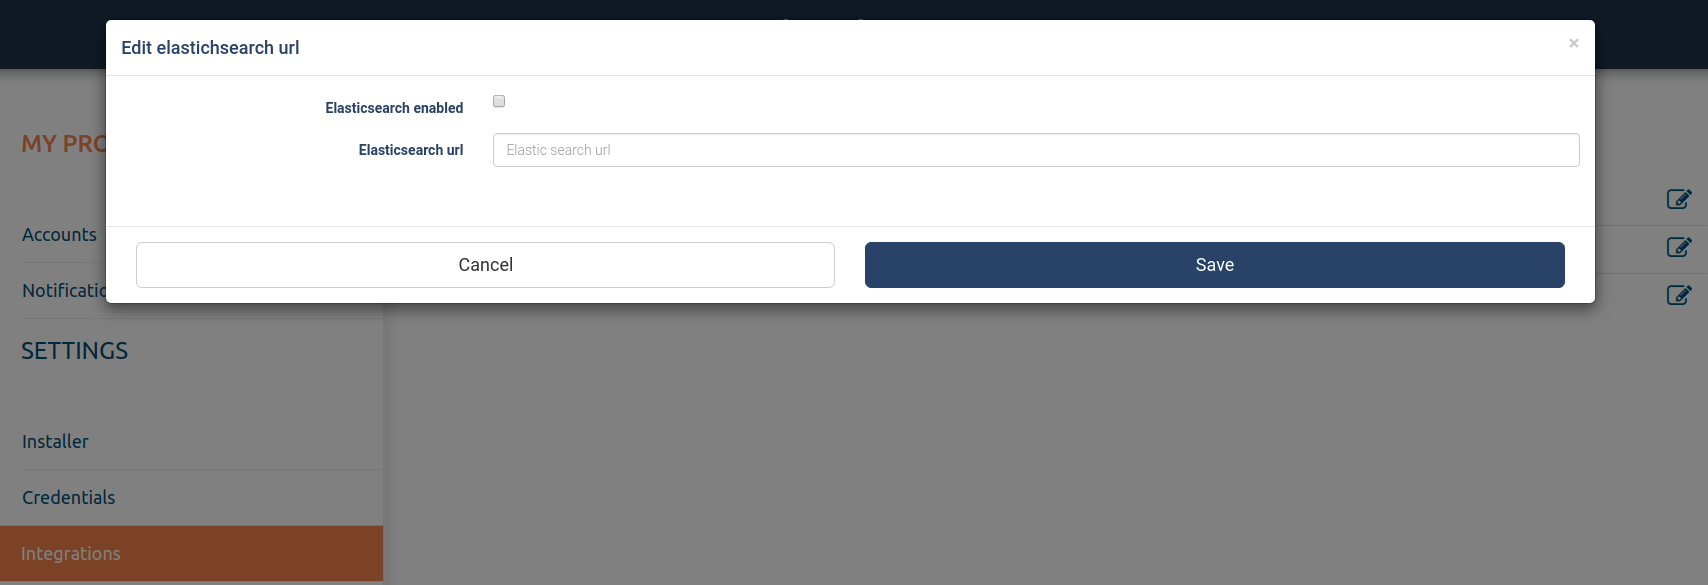 Edit elastichsearch url
×
Elasticsearch enabled
Elasticsearch url
Elastic search url
Cancel
Save
MY PRO
Accounts
Notificatio
SETTINGS
Installer
Credentials
Integrations